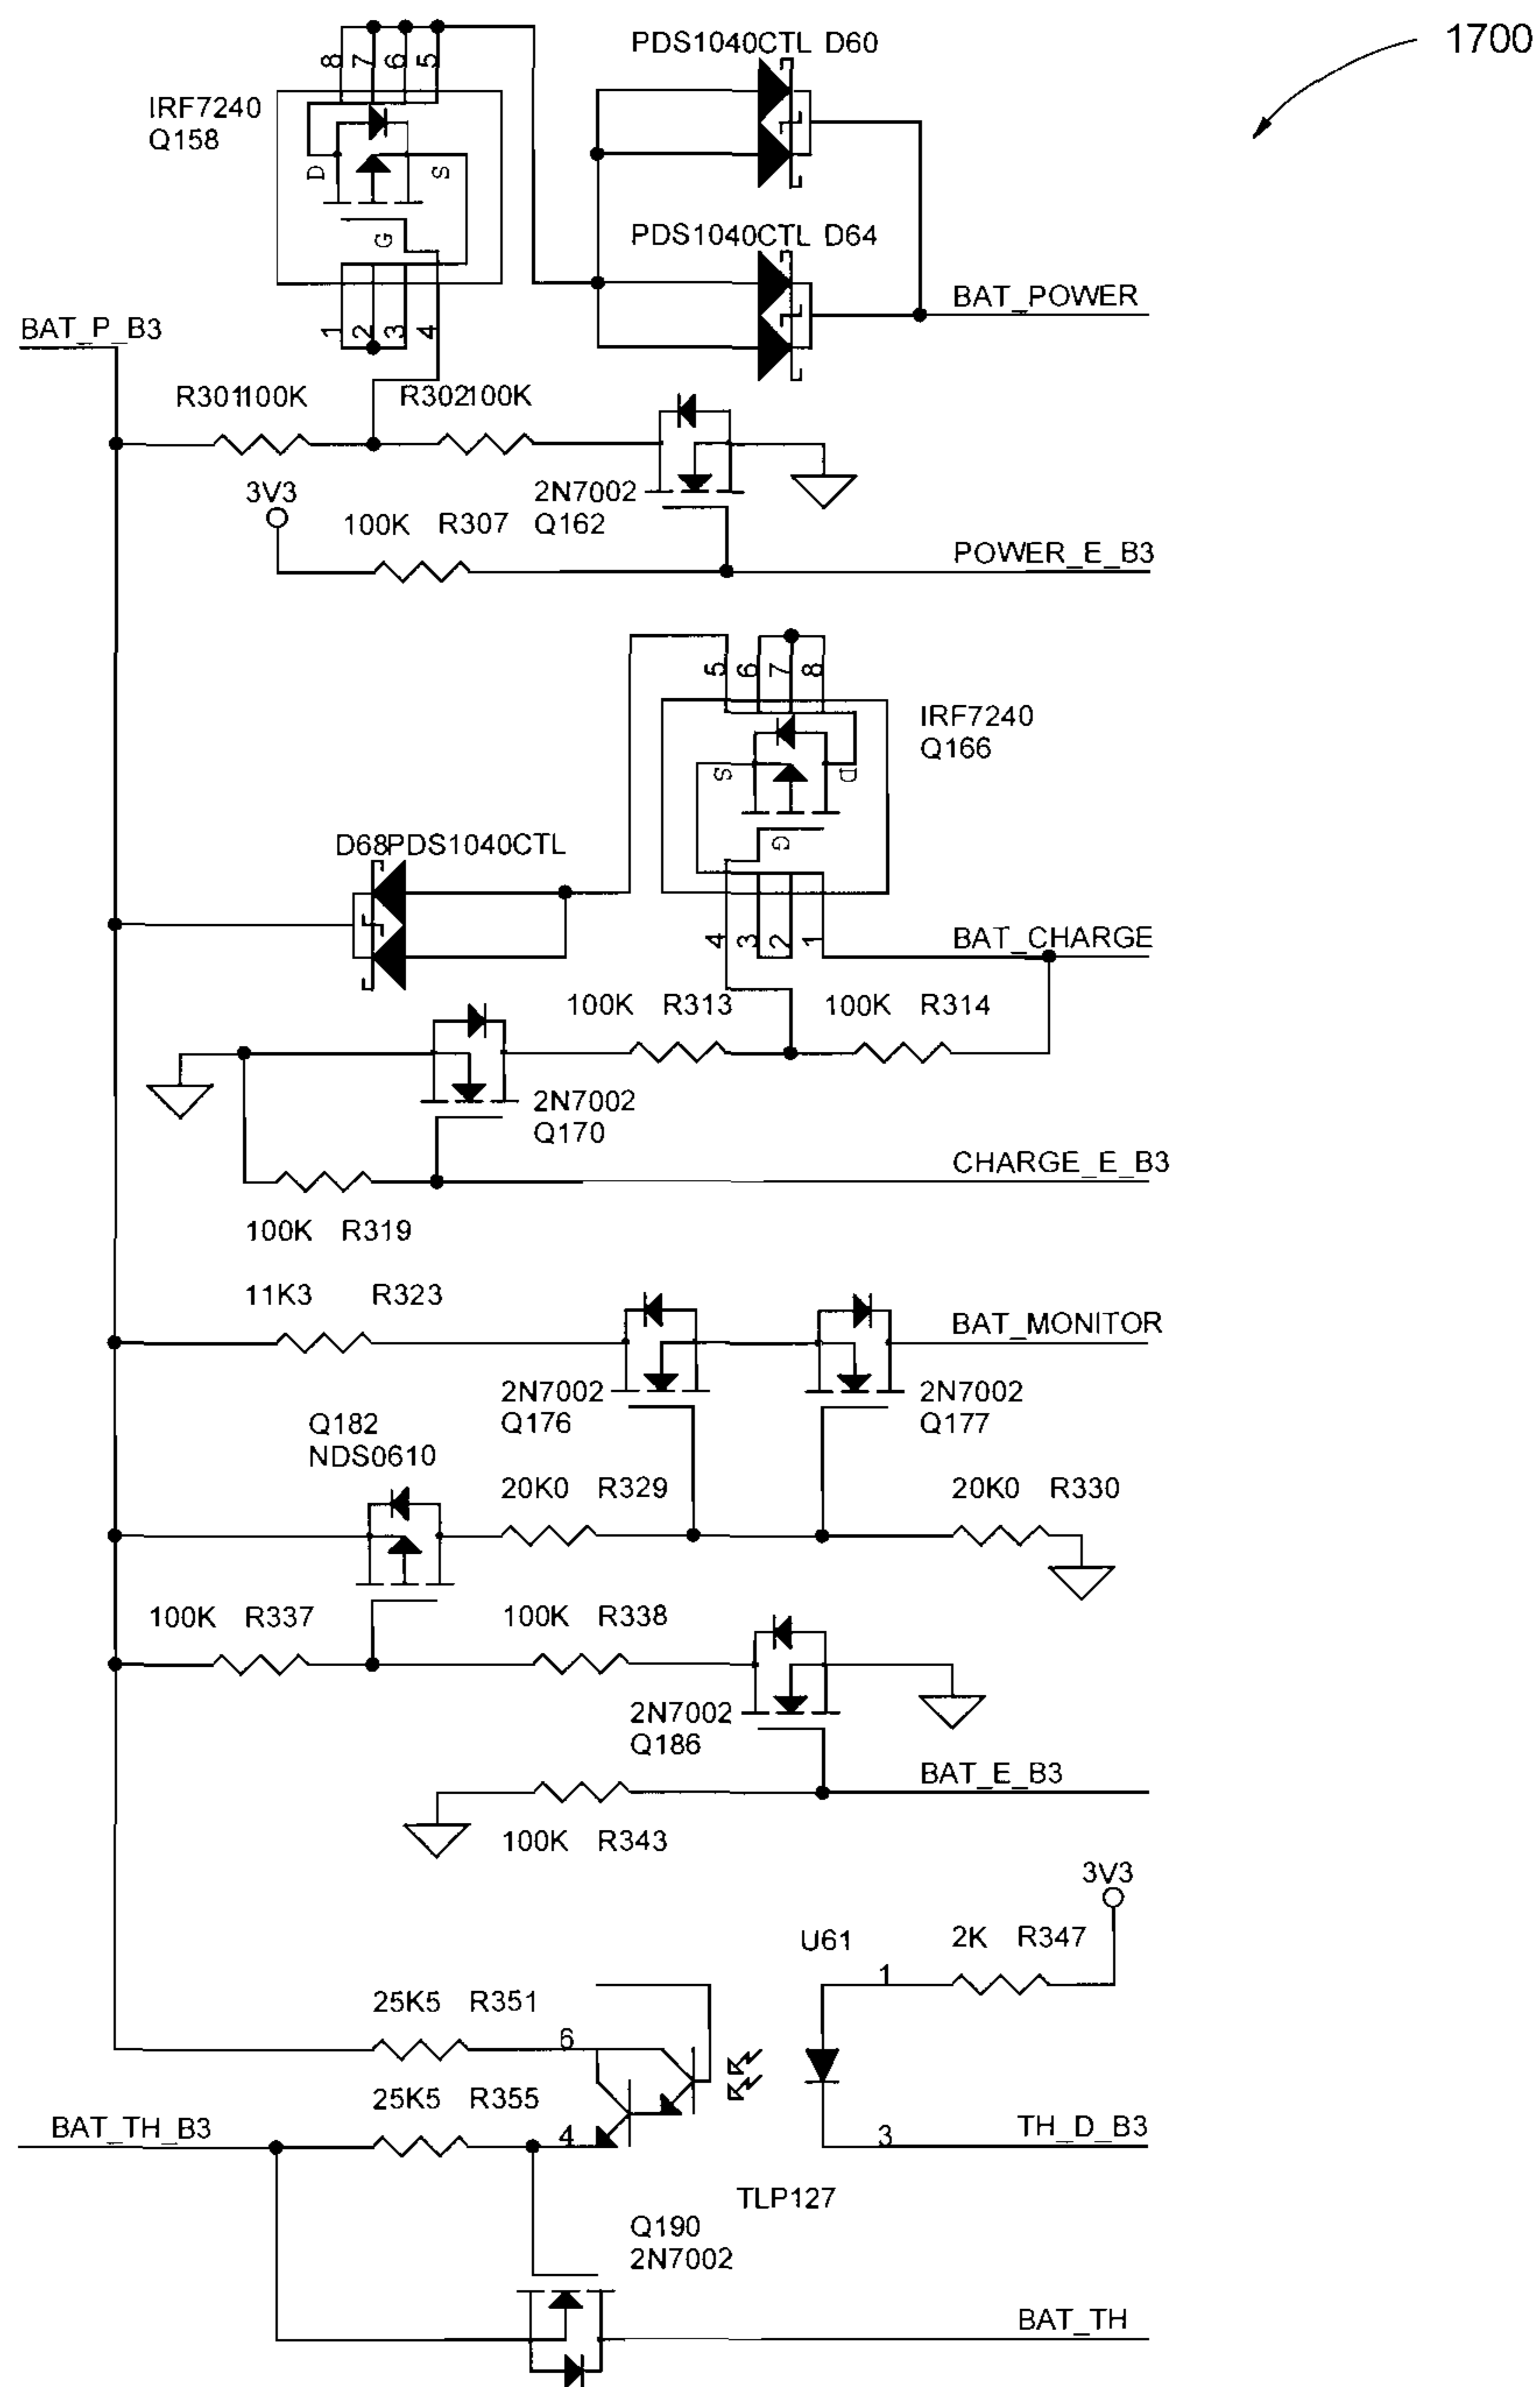 1700
PDS1040CTL D60
8 7 6 5
IRF7240
Q158
D S
G
PDS1040CTL D64
BAT_POWER
BAT_P_B3
1 2 3 4
R301100K R302100K
3V3
2N7002
Q162
100K R307
POWER_E_B3
5 6 7 8
IRF7240
Q166
S D
G
D68PDS1040CTL
4 3 2 1
BAT_CHARGE
100K R313 100K R314
2N7002
Q170
CHARGE_E_B3
100K R319
11K3 R323
BAT_MONITOR
2N7002
Q176
2N7002
Q177
Q182
NDS0610
20K0 R329 20K0 R330
100K R337 100K R338
2N7002
Q186
BAT_E_B3
100K R343
3V3
U61
2K R347
1
25K5 R351
6
25K5 R355
BAT_TH_B3
4
3
TH_D_B3
TLP127
Q190
2N7002
BAT_TH